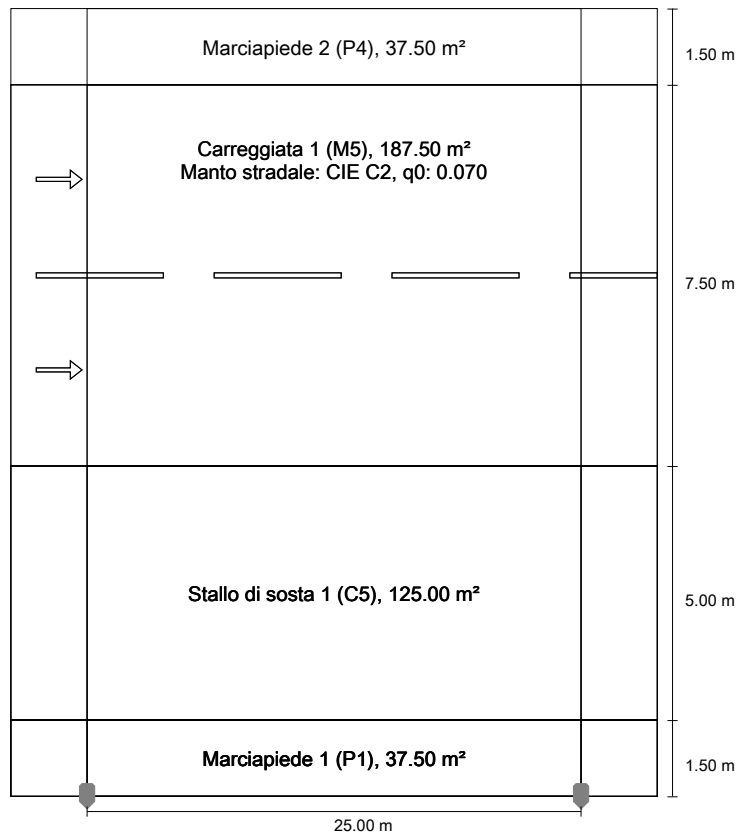 Marciapiede 2 (P4), 37.50 m²
1.50 m
Carreggiata 1 (M5), 187.50 m²
Manto stradale: CIE C2, q0: 0.070
7.50 m
Stallo di sosta 1 (C5), 125.00 m²
5.00 m
Marciapiede 1 (P1), 37.50 m²
1.50 m
25.00 m